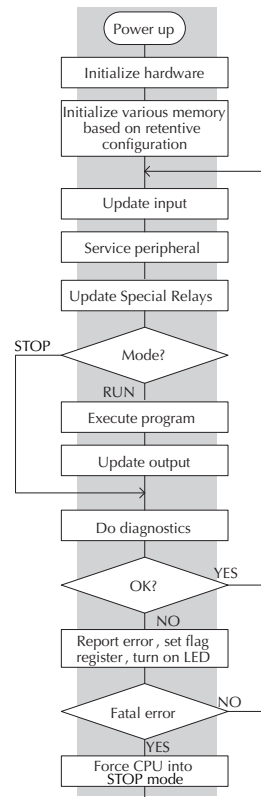 Power up
Initialize hardware
Initialize various memory
based on retentive
configuration
Update input
Service peripheral
Update Special Relays
STOP
Mode?
RUN
Execute program
Update output
Do diagnostics
YES
OK?
NO
Report error, set flag
register, turn on LED
NO
Fatal error
YES
Force CPU into
STOP mode